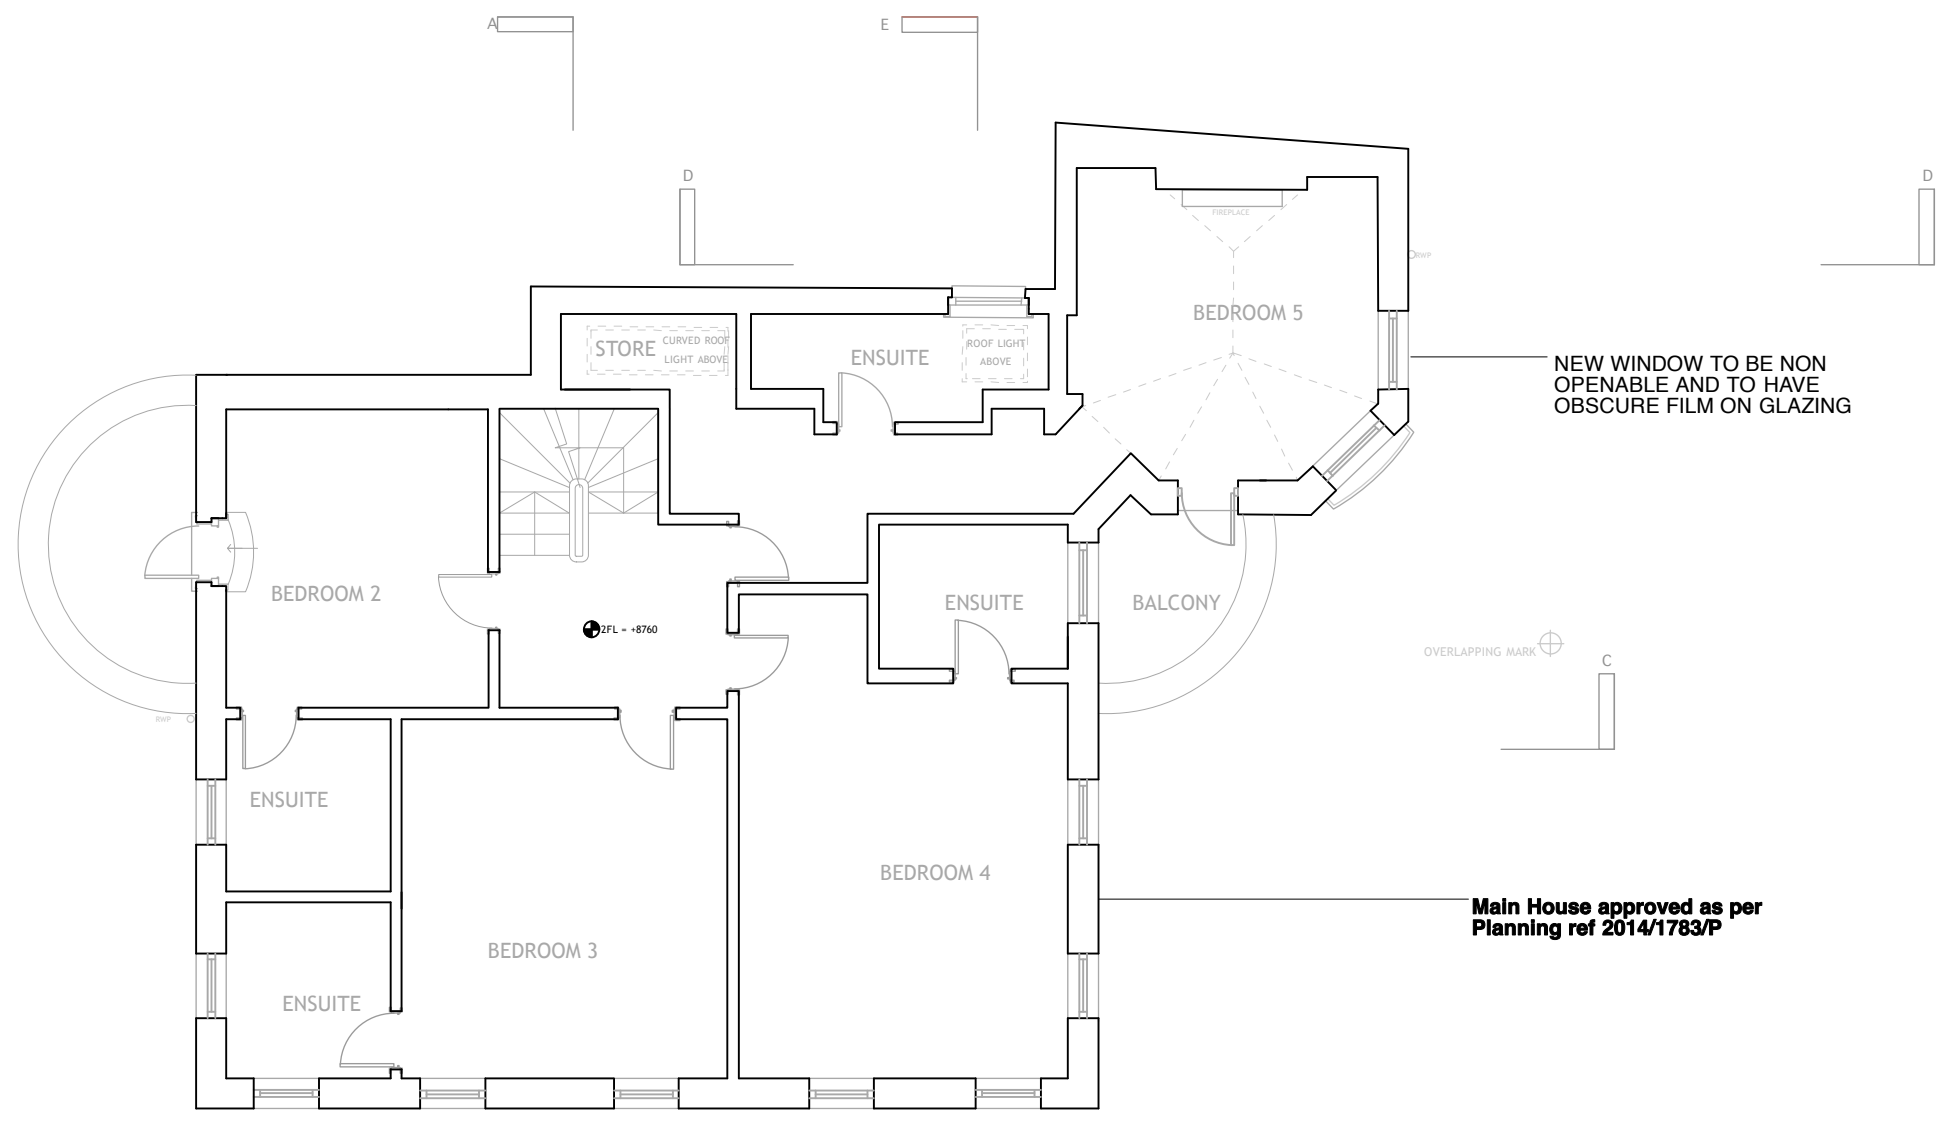 A
E
D
D
FIREPLACE
RWP
BEDROOM 5
STORE
CURVED ROOF
LIGHT ABOVE
ENSUITE
ROOF LIGHT
ABOVE
NEW WINDOW TO BE NON
OPENABLE AND TO HAVE
OBSCURE FILM ON GLAZING
BEDROOM 2
ENSUITE
BALCONY
2FL = +8760
OVERLAPPING MARK
C
RWP
ENSUITE
BEDROOM 4
Main House approved as per
Planning ref 2014/1783/P
BEDROOM 3
ENSUITE